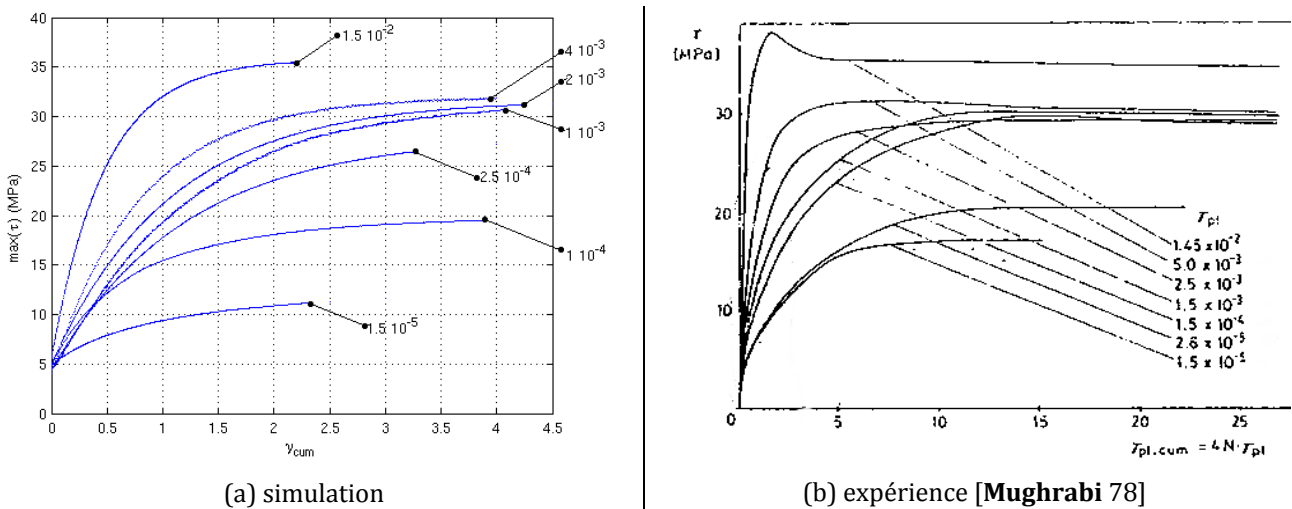 40
35
30
25
20
15
10
5
0
max(τ) (MPa)
0
0.5
1
1.5
2
2.5
3
3.5
4
4.5
γcum
1.5 10-2
4 10-3
2 10-3
1 10-3
2.5 10-4
1 10-4
1.5 10-5
(a) simulation
τ
[MPa]
30
20
10
0
5
10
15
20
25
γpl
1.45 x 10-2
5.0 x 10-3
2.5 x 10-3
1.5 x 10-3
1.5 x 10-4
2.6 x 10-5
1.5 x 10-5
γpl.cum = 4N·γpl
(b) expérience [Mughrabi 78]